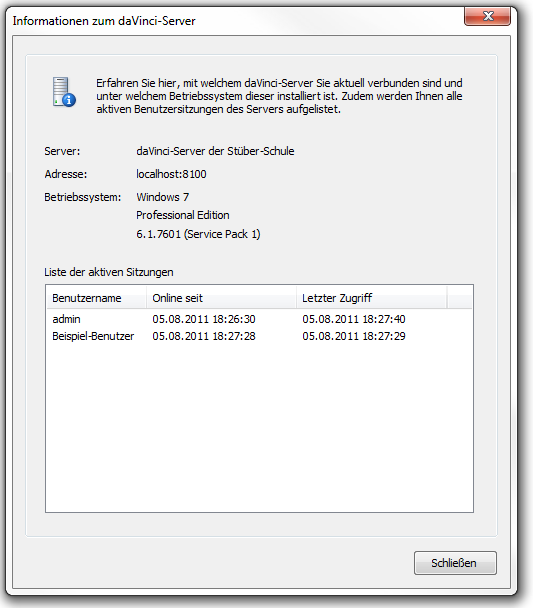 Informationen zum daVinci-Server
Erfahren Sie hier, mit welchem daVinci-Server Sie aktuell verbunden sind und
unter welchem Betriebssystem dieser installiert ist. Zudem werden Ihnen alle
aktiven Benutzersitzungen des Servers aufgelistet.
Server: daVinci-Server der Stüber-Schule
Adresse: localhost:8100
Betriebssystem: Windows 7
Professional Edition
6.1.7601 (Service Pack 1)
Liste der aktiven Sitzungen
Benutzername Online seit Letzter Zugriff
admin 05.08.2011 18:26:30 05.08.2011 18:27:40
Beispiel-Benutzer 05.08.2011 18:27:28 05.08.2011 18:27:29
Schließen